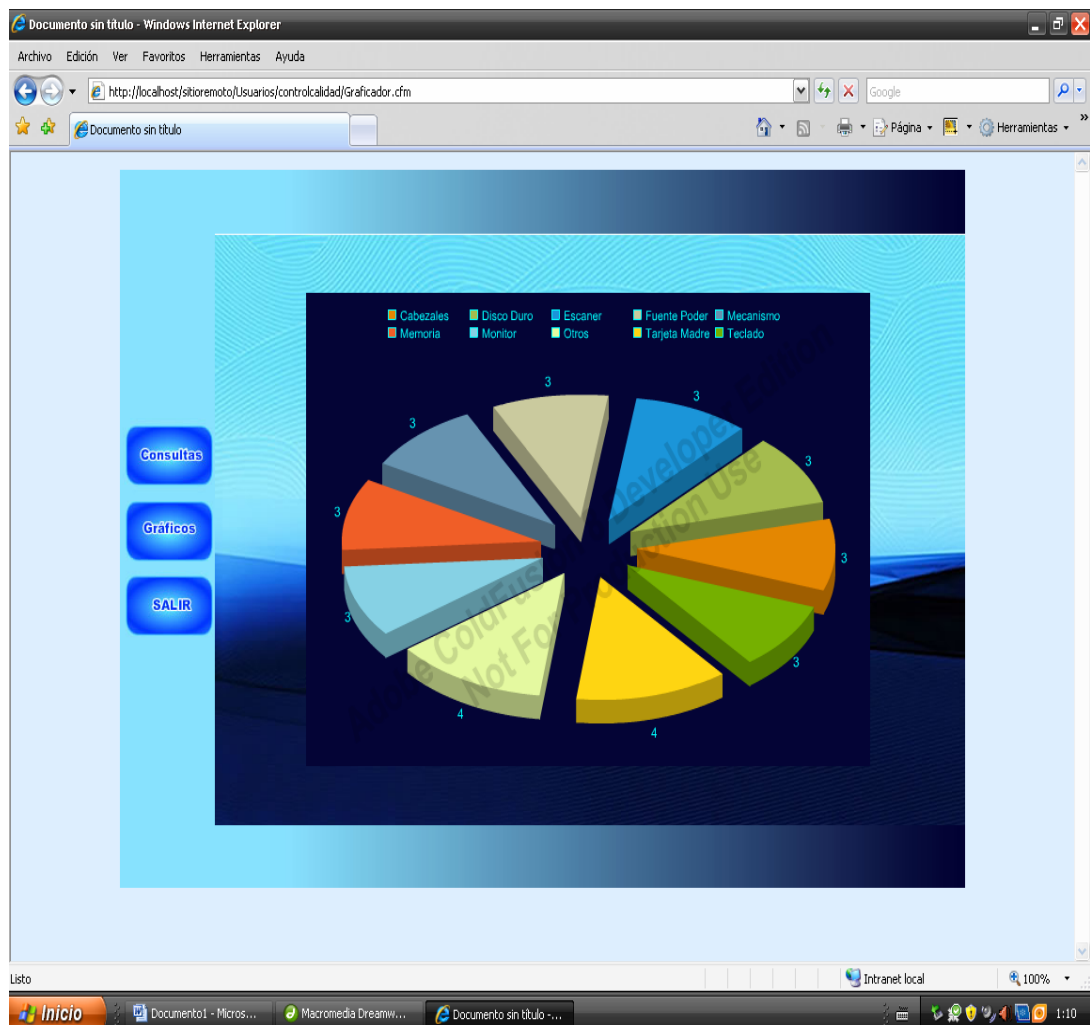 Documento sin título - Windows Internet Explorer
Archivo Edición Ver Favoritos Herramientas Ayuda
http://localhost/sitioremoto/Usuarios/controlcalidad/Graficador.cfm
Google
Documento sin título
Página
Herramientas
»
Cabezales Disco Duro Escaner Fuente Poder Mecanismo
Memoria Monitor Otros Tarjeta Madre Teclado
3
3
3
3
3
3
3
3
4
4
Adobe ColdFusion Developer Edition
Not For Production Use
Consultas
Gráficos
SALIR
Listo
Intranet local
100%
Inicio
Documento1 - Micros...
Macromedia Dreamw...
Documento sin título -...
1:10